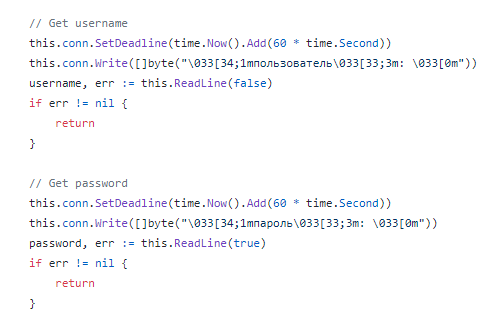 // Get username
this.conn.SetDeadline(time.Now().Add(60 * time.Second))
this.conn.Write([]byte("\033[34;1mпользователь\033[33;3m: \033[0m"))
username, err := this.ReadLine(false)
if err != nil {
    return
}

// Get password
this.conn.SetDeadline(time.Now().Add(60 * time.Second))
this.conn.Write([]byte("\033[34;1mпароль\033[33;3m: \033[0m"))
password, err := this.ReadLine(true)
if err != nil {
    return
}